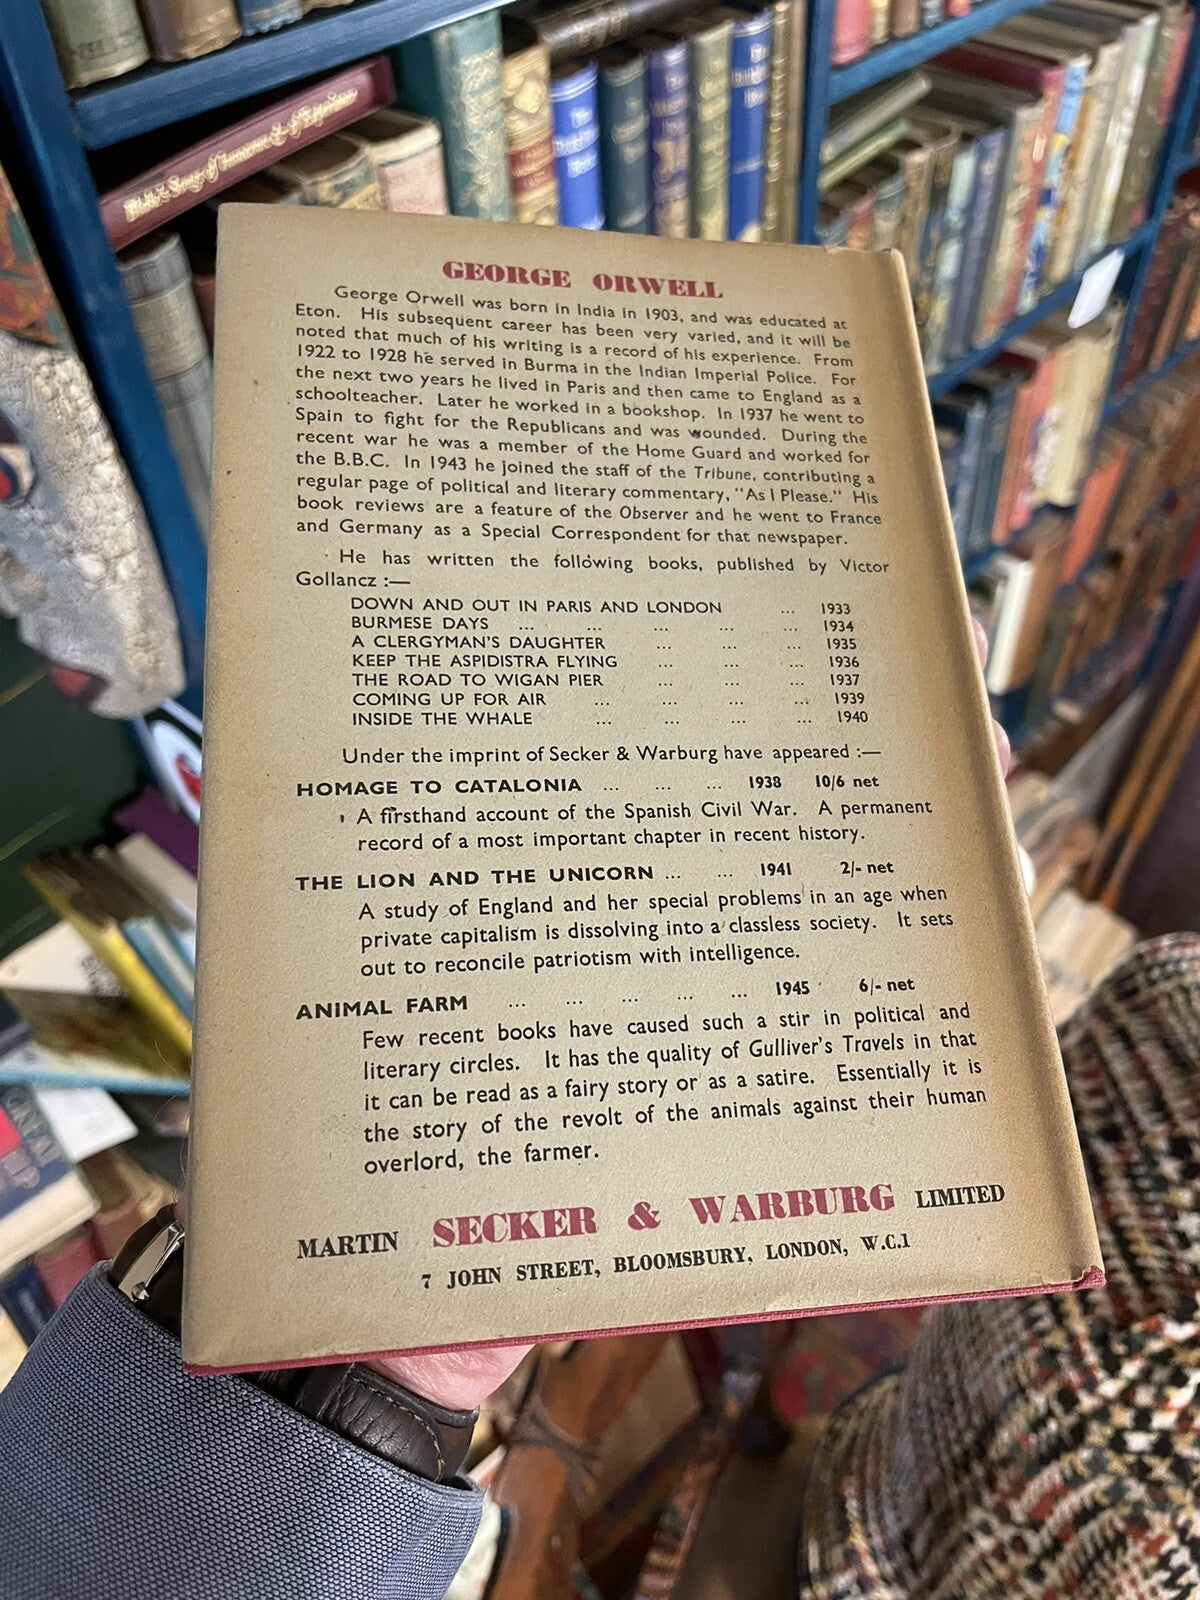 GEORGE ORWELL
George Orwell was born in India in 1903, and was educated at
Eton. His subsequent career has been very varied, and it will be
noted that much of his writing is a record of his experience. From
1922 to 1928 he served in Burma in the Indian Imperial Police. For
the next two years he lived in Paris and then came to England as a
schoolteacher. Later he worked in a bookshop. In 1937 he went to
Spain to fight for the Republicans and was wounded. During the
recent war he was a member of the Home Guard and worked for
the B.B.C. In 1943 he joined the staff of the Tribune, contributing a
regular page of political and literary commentary, "As I Please." His
book reviews are a feature of the Observer and he went to France
and Germany as a Special Correspondent for that newspaper.
He has written the following books, published by Victor
Gollancz :—
DOWN AND OUT IN PARIS AND LONDON ... 1933
BURMESE DAYS ... ... ... ... ... 1934
A CLERGYMAN'S DAUGHTER ... ... ... 1935
KEEP THE ASPIDISTRA FLYING ... ... ... 1936
THE ROAD TO WIGAN PIER ... ... ... 1937
COMING UP FOR AIR ... ... ... ... 1939
INSIDE THE WHALE ... ... ... ... 1940
Under the imprint of Secker & Warburg have appeared :—
HOMAGE TO CATALONIA ... ... ... 1938 10/6 net
A firsthand account of the Spanish Civil War. A permanent
record of a most important chapter in recent history.
THE LION AND THE UNICORN ... ... 1941 2/- net
A study of England and her special problems in an age when
private capitalism is dissolving into a classless society. It sets
out to reconcile patriotism with intelligence.
ANIMAL FARM ... ... ... ... ... 1945 6/- net
Few recent books have caused such a stir in political and
literary circles. It has the quality of Gulliver's Travels in that
it can be read as a fairy story or as a satire. Essentially it is
the story of the revolt of the animals against their human
overlord, the farmer.
MARTIN SECKER & WARBURG LIMITED
7 JOHN STREET, BLOOMSBURY, LONDON, W.C.1